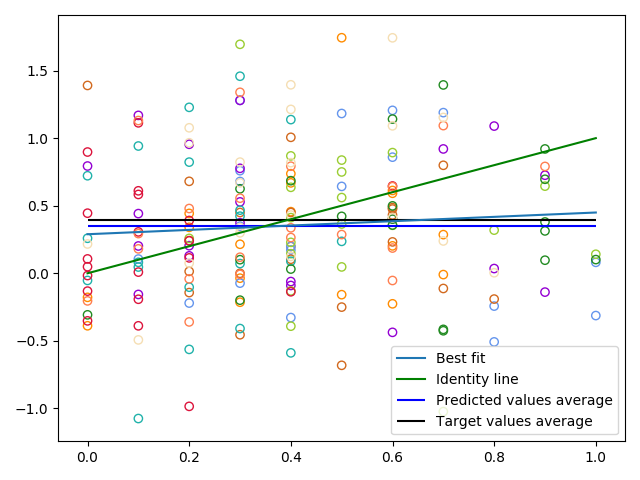 1.5
1.0
0.5
0.0
−0.5
−1.0
0.0 0.2 0.4 0.6 0.8 1.0
Best fit
Identity line
Predicted values average
Target values average